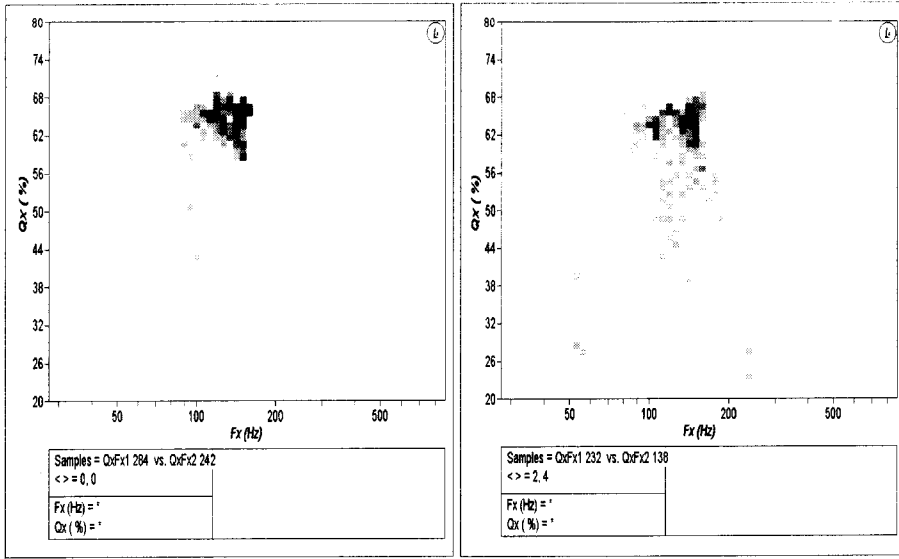 80
74
68
62
56
50
44
38
32
26
20
Qx ( %)
50 100 200 500
Fx (Hz)
Samples = QxFx1 284 vs. QxFx2 242
< > = 0, 0
Fx (Hz) = *
Qx ( %) = *
80
74
68
62
56
50
44
38
32
26
20
Qx ( %)
50 100 200 500
Fx (Hz)
Samples = QxFx1 232 vs. QxFx2 138
< > = 2, 4
Fx (Hz) = *
Qx ( %) = *